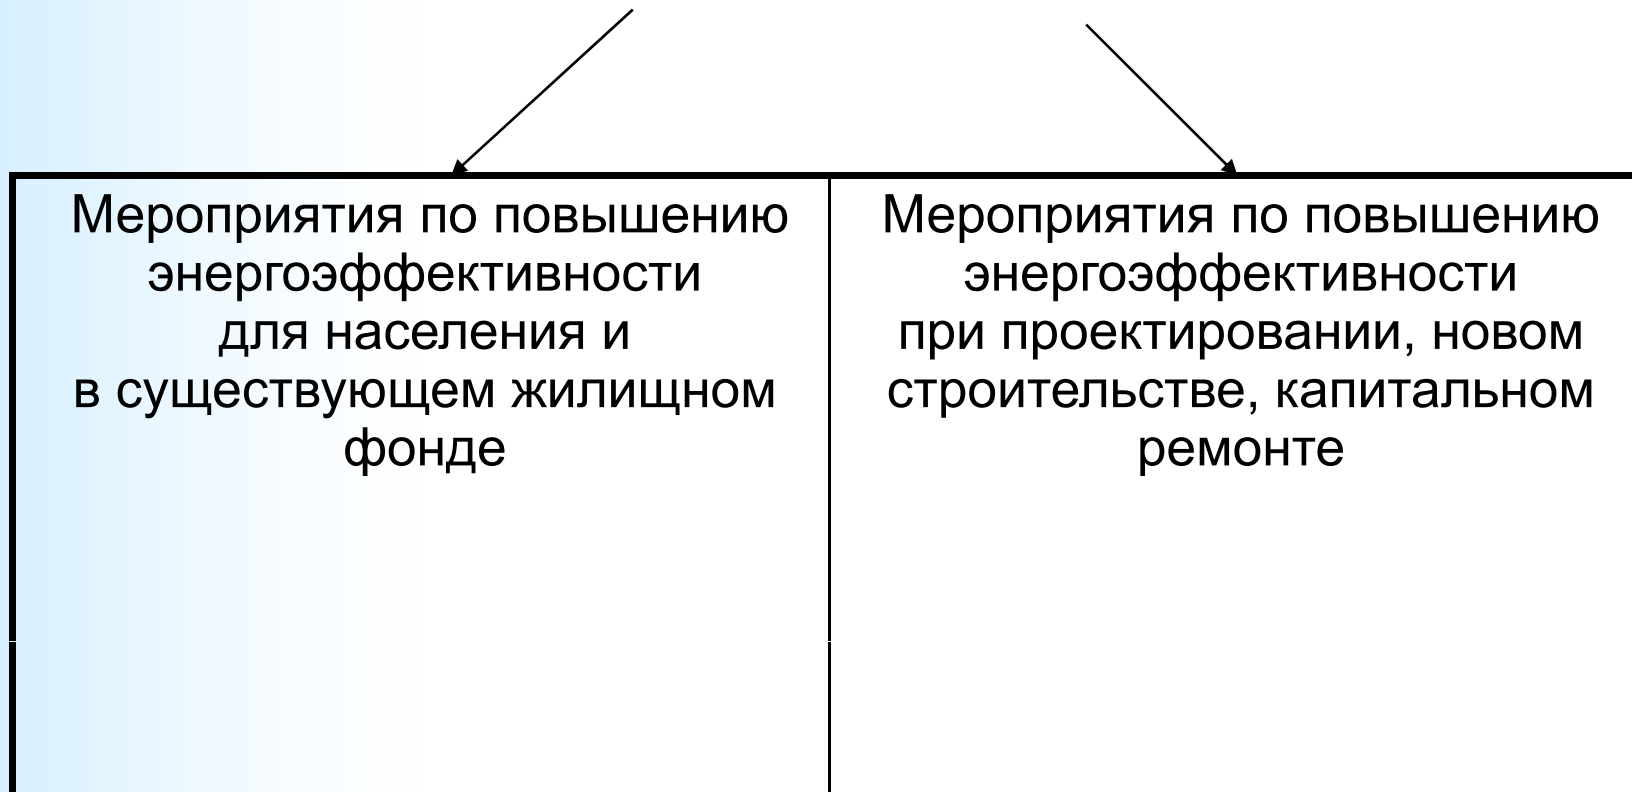 Мероприятия по повышению
энергоэффективности
для населения и
в существующем жилищном
фонде
Мероприятия по повышению
энергоэффективности
при проектировании, новом
строительстве, капитальном
ремонте